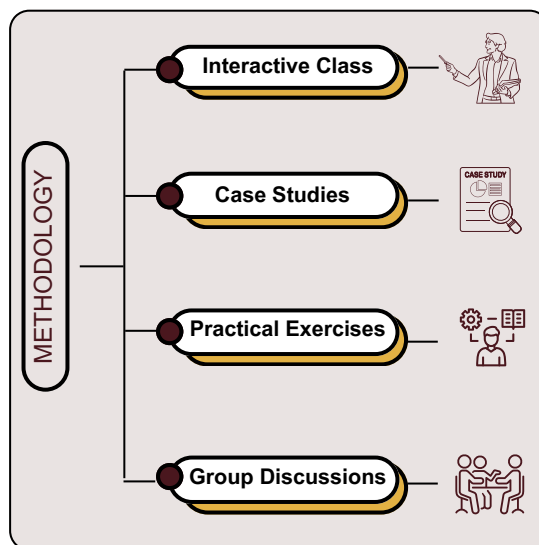 METHODOLOGY
Interactive Class
Case Studies
CASE STUDY
Practical Exercises
Group Discussions